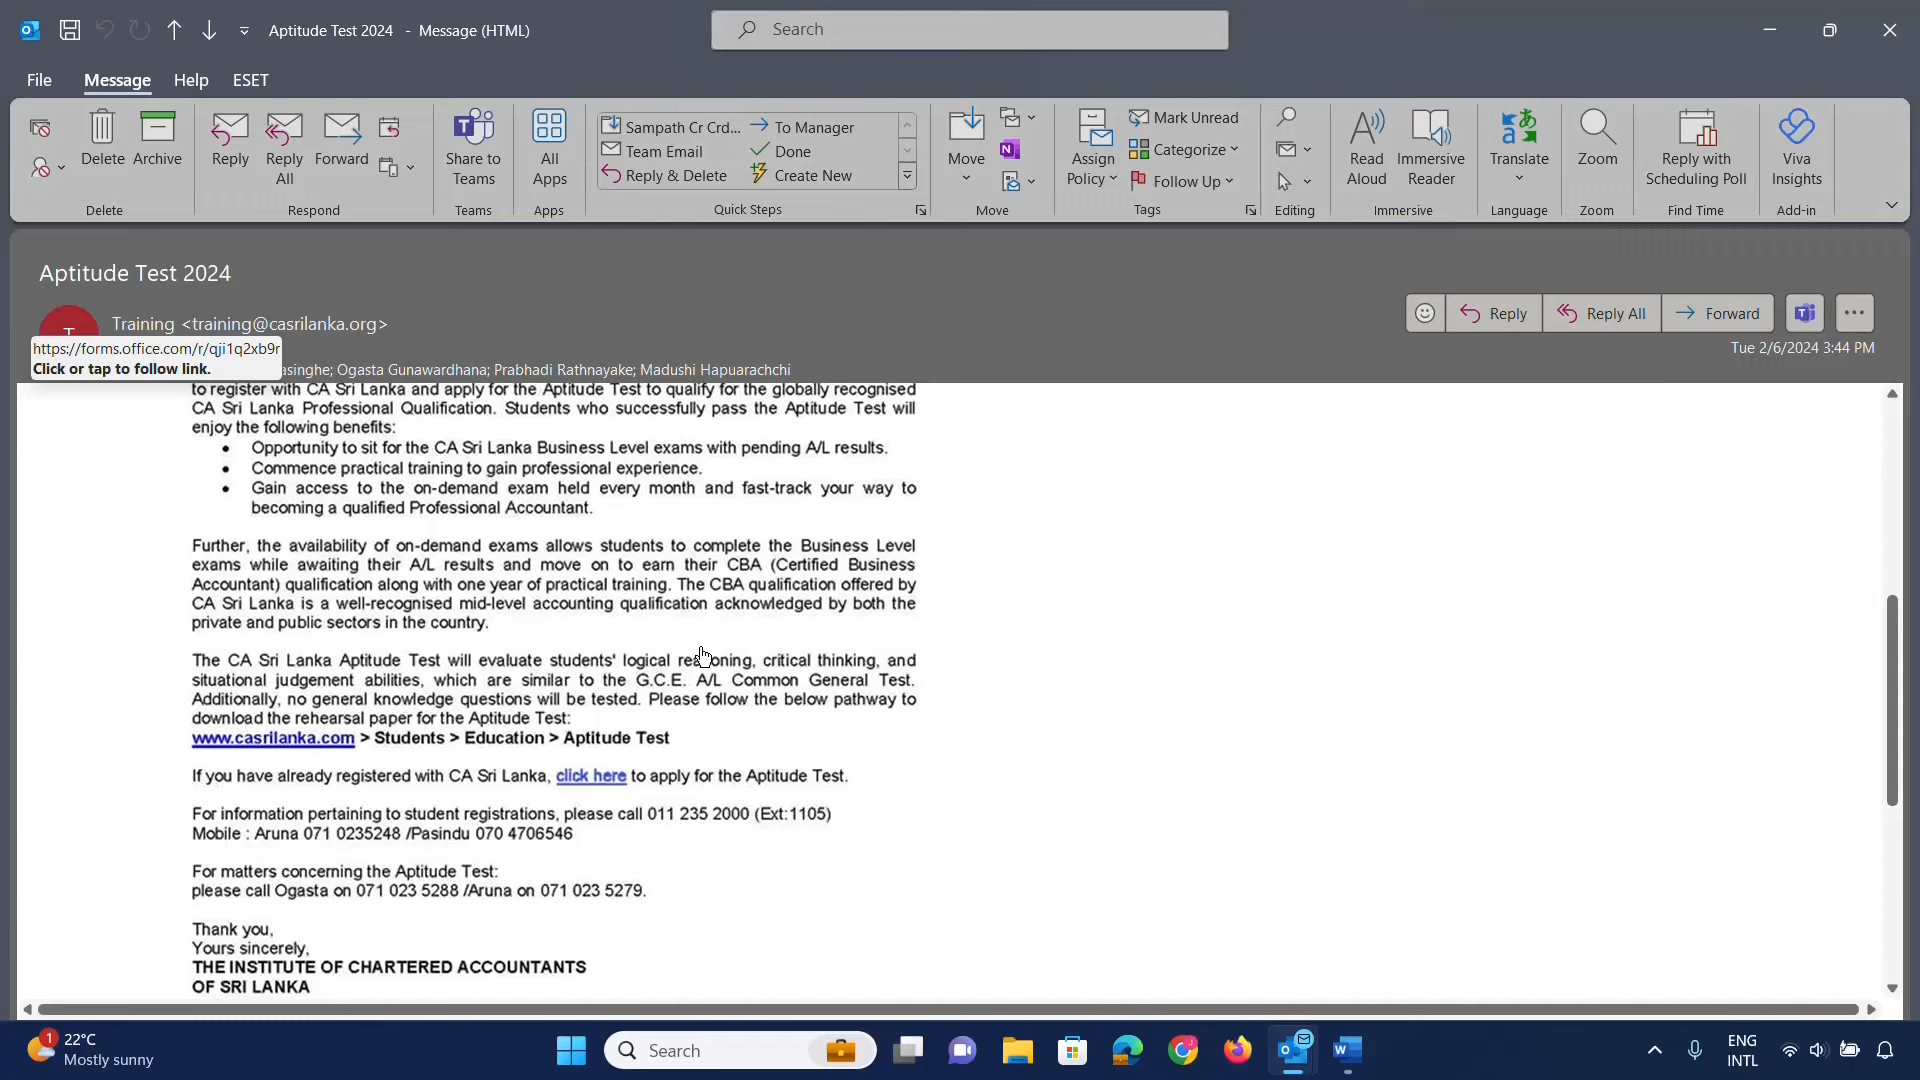 Aptitude Test 2024 - Message (HTML)
Search
File
Message
Help
ESET
Delete
Archive
Reply
Reply All
Forward
Share to Teams
All Apps
Sampath Cr Crd...
To Manager
Team Email
Done
Reply & Delete
Create New
Move
Assign Policy
Mark Unread
Categorize
Follow Up
Read Aloud
Immersive Reader
Translate
Zoom
Reply with Scheduling Poll
Viva Insights
Delete
Respond
Teams
Apps
Quick Steps
Move
Tags
Editing
Immersive
Language
Zoom
Find Time
Add-in
Aptitude Test 2024
Training <training@casrilanka.org>
Reply
Reply All
Forward
Tue 2/6/2024 3:44 PM
https://forms.office.com/r/qji1q2xb9r
Click or tap to follow link.
asinghe; Ogasta Gunawardhana; Prabhadi Rathnayake; Madushi Hapuarachchi
to register with CA Sri Lanka and apply for the Aptitude Test to qualify for the globally recognised
CA Sri Lanka Professional Qualification. Students who successfully pass the Aptitude Test will
enjoy the following benefits:
• Opportunity to sit for the CA Sri Lanka Business Level exams with pending A/L results.
• Commence practical training to gain professional experience.
• Gain access to the on-demand exam held every month and fast-track your way to
becoming a qualified Professional Accountant.
Further, the availability of on-demand exams allows students to complete the Business Level
exams while awaiting their A/L results and move on to earn their CBA (Certified Business
Accountant) qualification along with one year of practical training. The CBA qualification offered by
CA Sri Lanka is a well-recognised mid-level accounting qualification acknowledged by both the
private and public sectors in the country.
The CA Sri Lanka Aptitude Test will evaluate students' logical reasoning, critical thinking, and
situational judgement abilities, which are similar to the G.C.E. A/L Common General Test.
Additionally, no general knowledge questions will be tested. Please follow the below pathway to
download the rehearsal paper for the Aptitude Test:
www.casrilanka.com > Students > Education > Aptitude Test
If you have already registered with CA Sri Lanka, click here to apply for the Aptitude Test.
For information pertaining to student registrations, please call 011 235 2000 (Ext:1105)
Mobile : Aruna 071 0235248 /Pasindu 070 4706546
For matters concerning the Aptitude Test:
please call Ogasta on 071 023 5288 /Aruna on 071 023 5279.
Thank you,
Yours sincerely,
THE INSTITUTE OF CHARTERED ACCOUNTANTS
OF SRI LANKA
1
22°C
Mostly sunny
Search
ENG
INTL